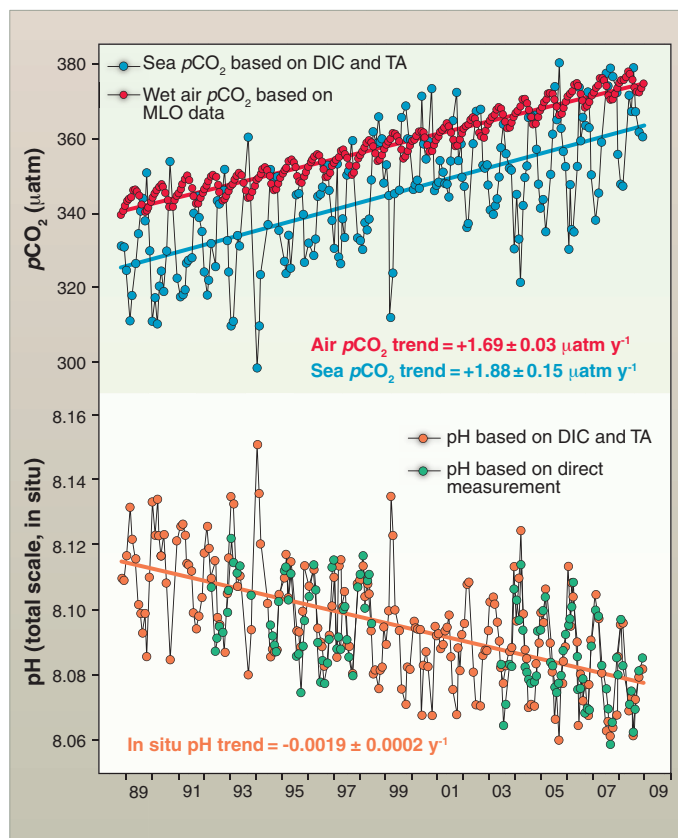 380
360
340
320
300
pCO₂ (µatm)
Sea pCO₂ based on DIC and TA
Wet air pCO₂ based on
MLO data
Air pCO₂ trend = +1.69 ± 0.03 µatm y⁻¹
Sea pCO₂ trend = +1.88 ± 0.15 µatm y⁻¹
8.16
8.14
8.12
8.10
8.08
8.06
pH (total scale, in situ)
pH based on DIC and TA
pH based on direct
measurement
In situ pH trend = -0.0019 ± 0.0002 y⁻¹
89 91 93 95 97 99 01 03 05 07 09